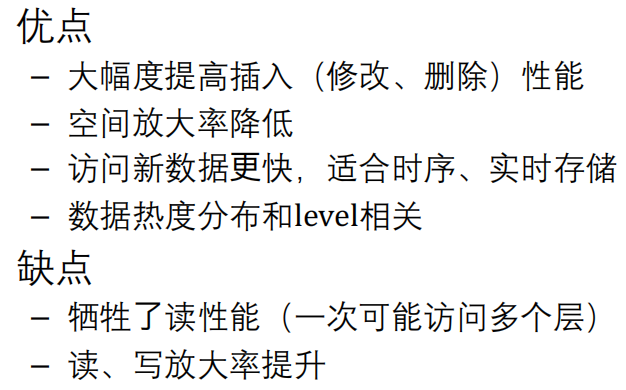 优点
– 大幅度提高插入（修改、删除）性能
– 空间放大率降低
– 访问新数据更快，适合时序、实时存储
– 数据热度分布和level相关
缺点
– 牺牲了读性能（一次可能访问多个层）
– 读、写放大率提升